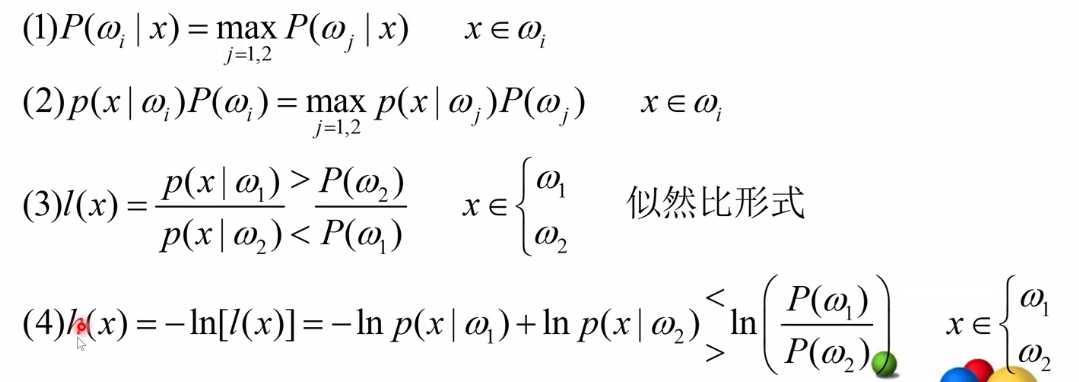 (1)P(ω_i | x) = max_{j=1,2} P(ω_j | x)    x ∈ ω_i
(2)p(x | ω_i)P(ω_i) = max_{j=1,2} p(x | ω_j)P(ω_j)    x ∈ ω_i
(3)l(x) = p(x | ω_1) / p(x | ω_2) >< P(ω_2) / P(ω_1)    x ∈ { ω_1 ω_2    似然比形式
(4)h(x) = −ln[l(x)] = −ln p(x | ω_1) + ln p(x | ω_2) <> ln( P(ω_1) / P(ω_2) )    x ∈ { ω_1 ω_2